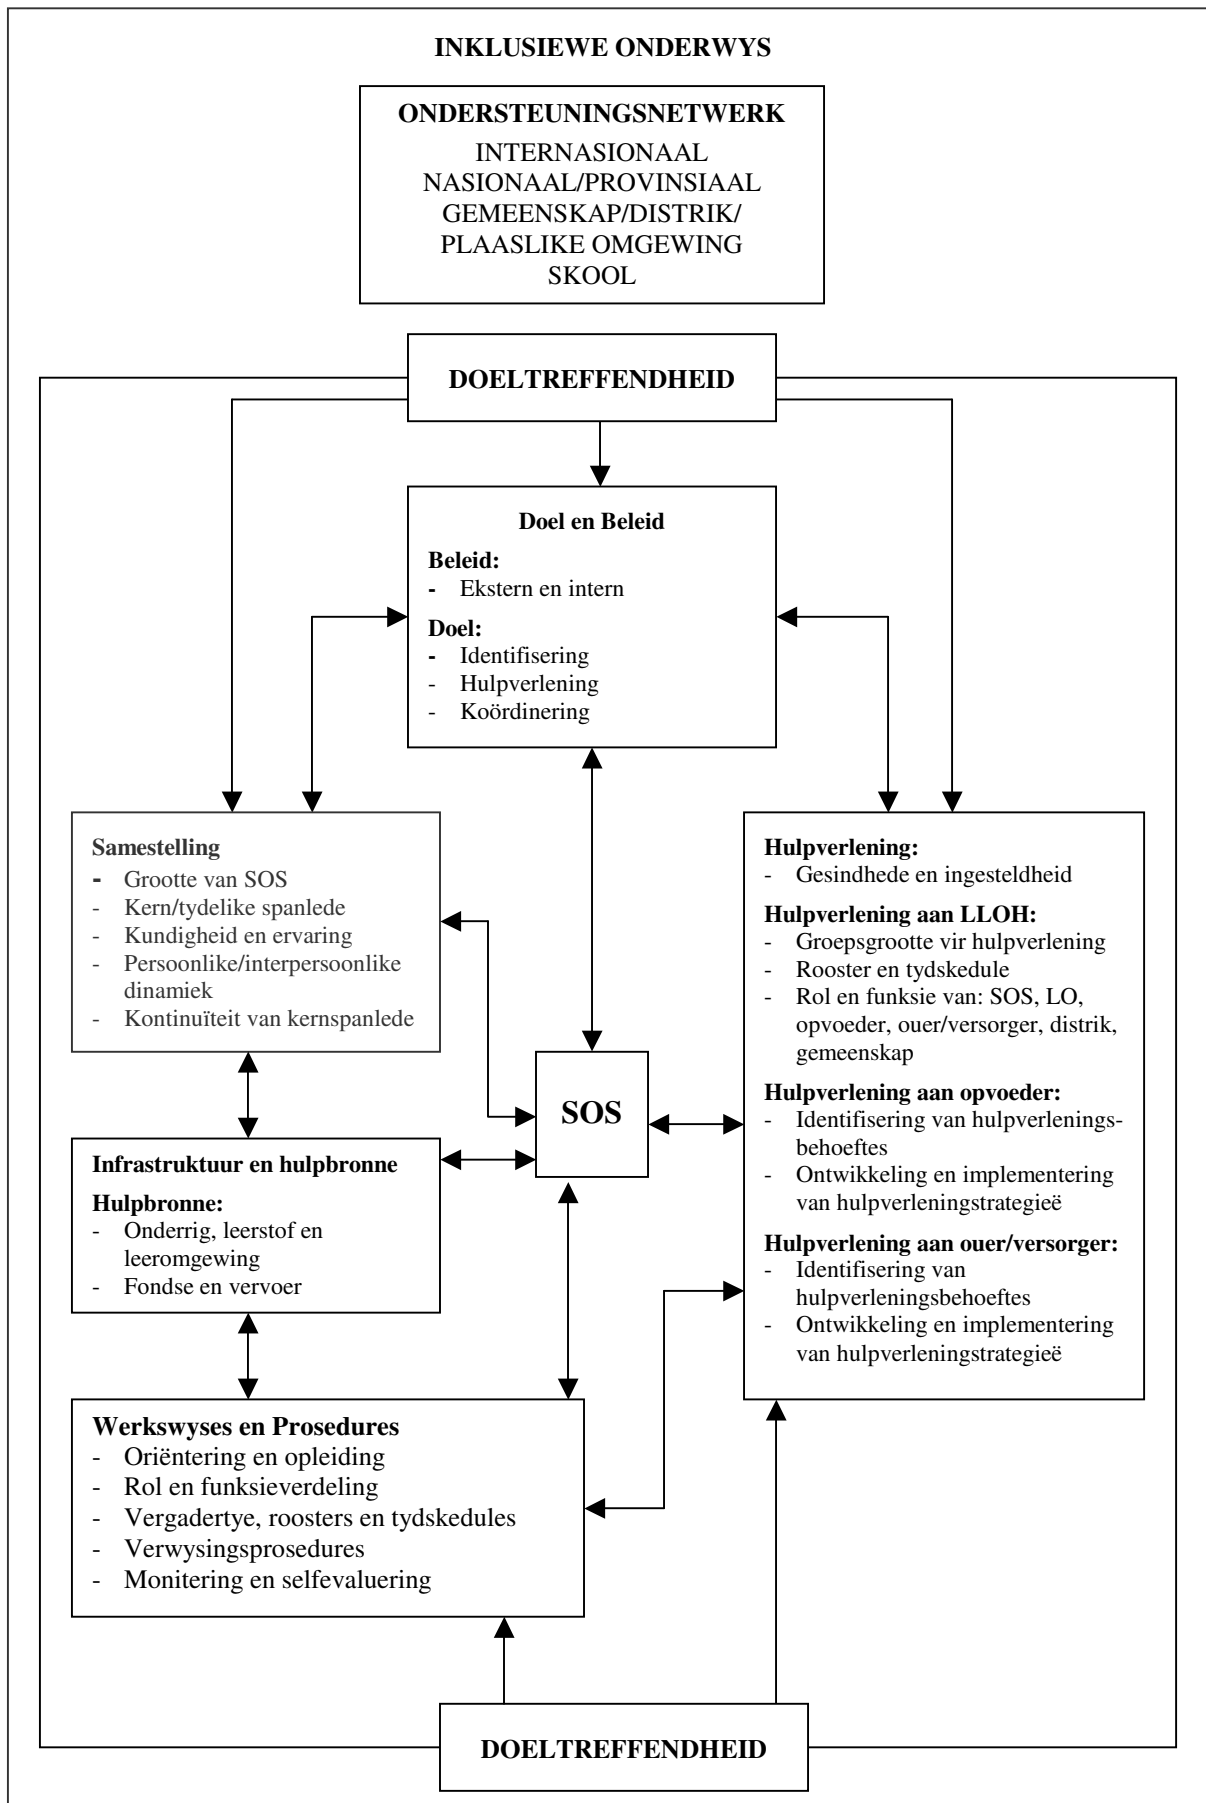 INKLUSIEWE ONDERWYS
ONDERSTEUNINGSNETWERK
INTERNASIONAAL
NASIONAAL/PROVINSIAAL
GEMEENSKAP/DISTRIK/
PLAASLIKE OMGEWING
SKOOL
DOELTREFFENDHEID
Doel en Beleid
Beleid:
- Ekstern en intern
Doel:
- Identifisering
- Hulpverlening
- Koördinering
Samestelling
- Grootte van SOS
- Kern/tydelike spanlede
- Kundigheid en ervaring
- Persoonlike/interpersoonlike
dinamiek
- Kontinuïteit van kernspanlede
Hulpverlening:
- Gesindhede en ingesteldheid
Hulpverlening aan LLOH:
- Groepsgrootte vir hulpverlening
- Rooster en tydskedule
- Rol en funksie van: SOS, LO,
opvoeder, ouer/versorger, distrik,
gemeenskap
Hulpverlening aan opvoeder:
- Identifisering van hulpverlenings-
behoeftes
- Ontwikkeling en implementering
van hulpverleningstrategieë
Hulpverlening aan ouer/versorger:
- Identifisering van
hulpverleningsbehoeftes
- Ontwikkeling en implementering
van hulpverleningstrategieë
SOS
Infrastruktuur en hulpbronne
Hulpbronne:
- Onderrig, leerstof en
leeromgewing
- Fondse en vervoer
Werkswyses en Prosedures
- Oriëntering en opleiding
- Rol en funksieverdeling
- Vergadertye, roosters en tydskedules
- Verwysingsprosedures
- Monitering en selfevaluering
DOELTREFFENDHEID